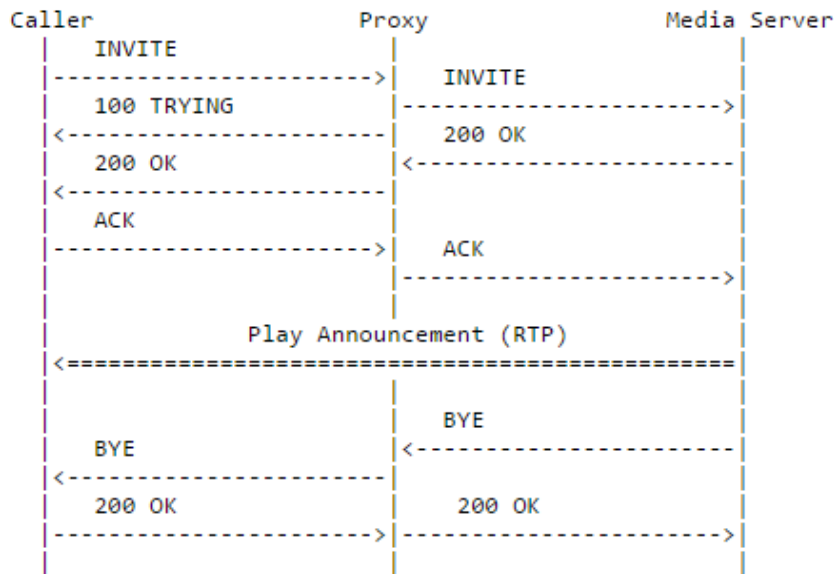 Caller Proxy Media Server
INVITE
INVITE
100 TRYING
200 OK
200 OK
ACK
ACK
Play Announcement (RTP)
BYE
BYE
200 OK 200 OK